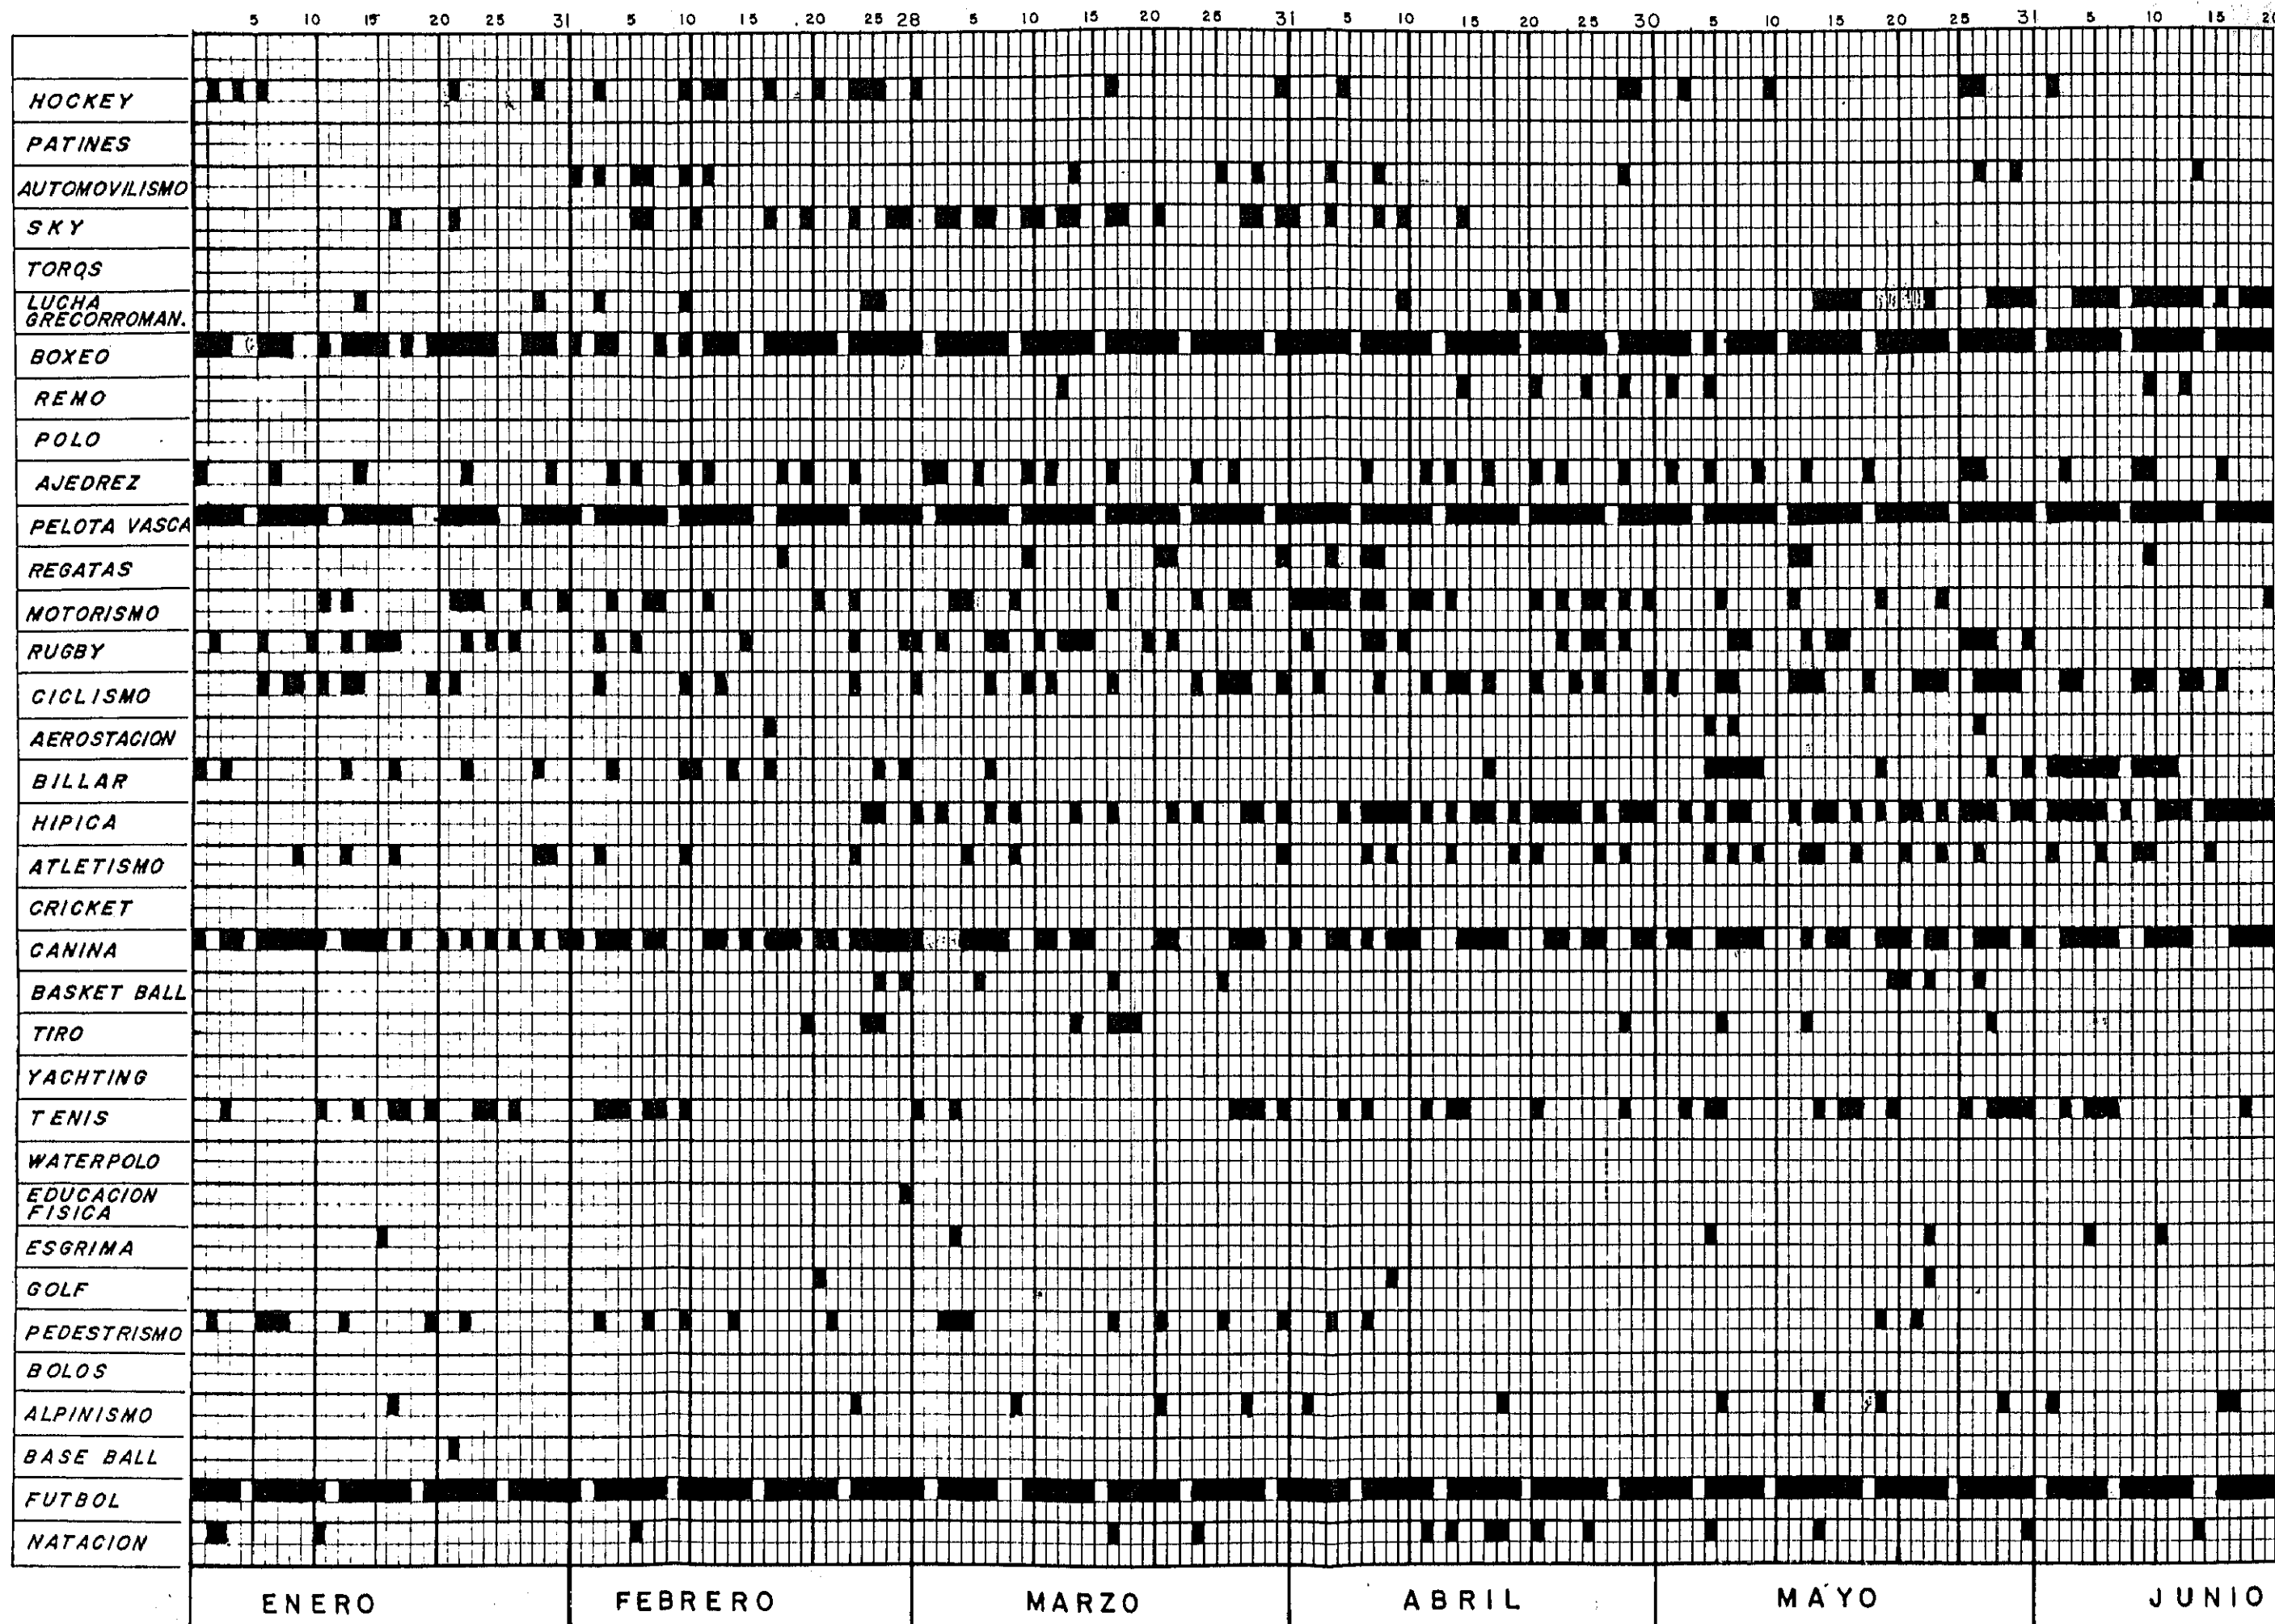 5 10 15 20 25 31 5 10 15 20 25 28 5 10 15 20 25 31 5 10 15 20 25 30 5 10 15 20 25 31 5 10 15 20
HOCKEY
PATINES
AUTOMOVILISMO
SKY
TOROS
LUCHA
GRECORROMAN.
BOXEO
REMO
POLO
AJEDREZ
PELOTA VASCA
REGATAS
MOTORISMO
RUGBY
CICLISMO
AEROSTACION
BILLAR
HIPICA
ATLETISMO
CRICKET
CANINA
BASKET BALL
TIRO
YACHTING
TENIS
WATERPOLO
EDUCACION
FISICA
ESGRIMA
GOLF
PEDESTRISMO
BOLOS
ALPINISMO
BASE BALL
FUTBOL
NATACION
ENERO FEBRERO MARZO ABRIL MAYO JUNIO